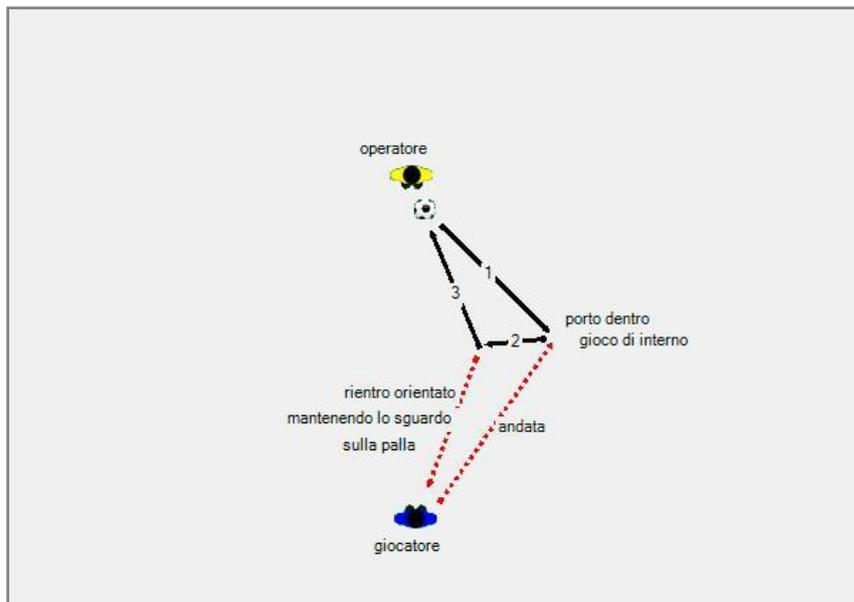 operatore
1
3
porto dentro
2
gioco di interno
rientro orientato
mantenendo lo sguardo
andata
sulla palla
giocatore